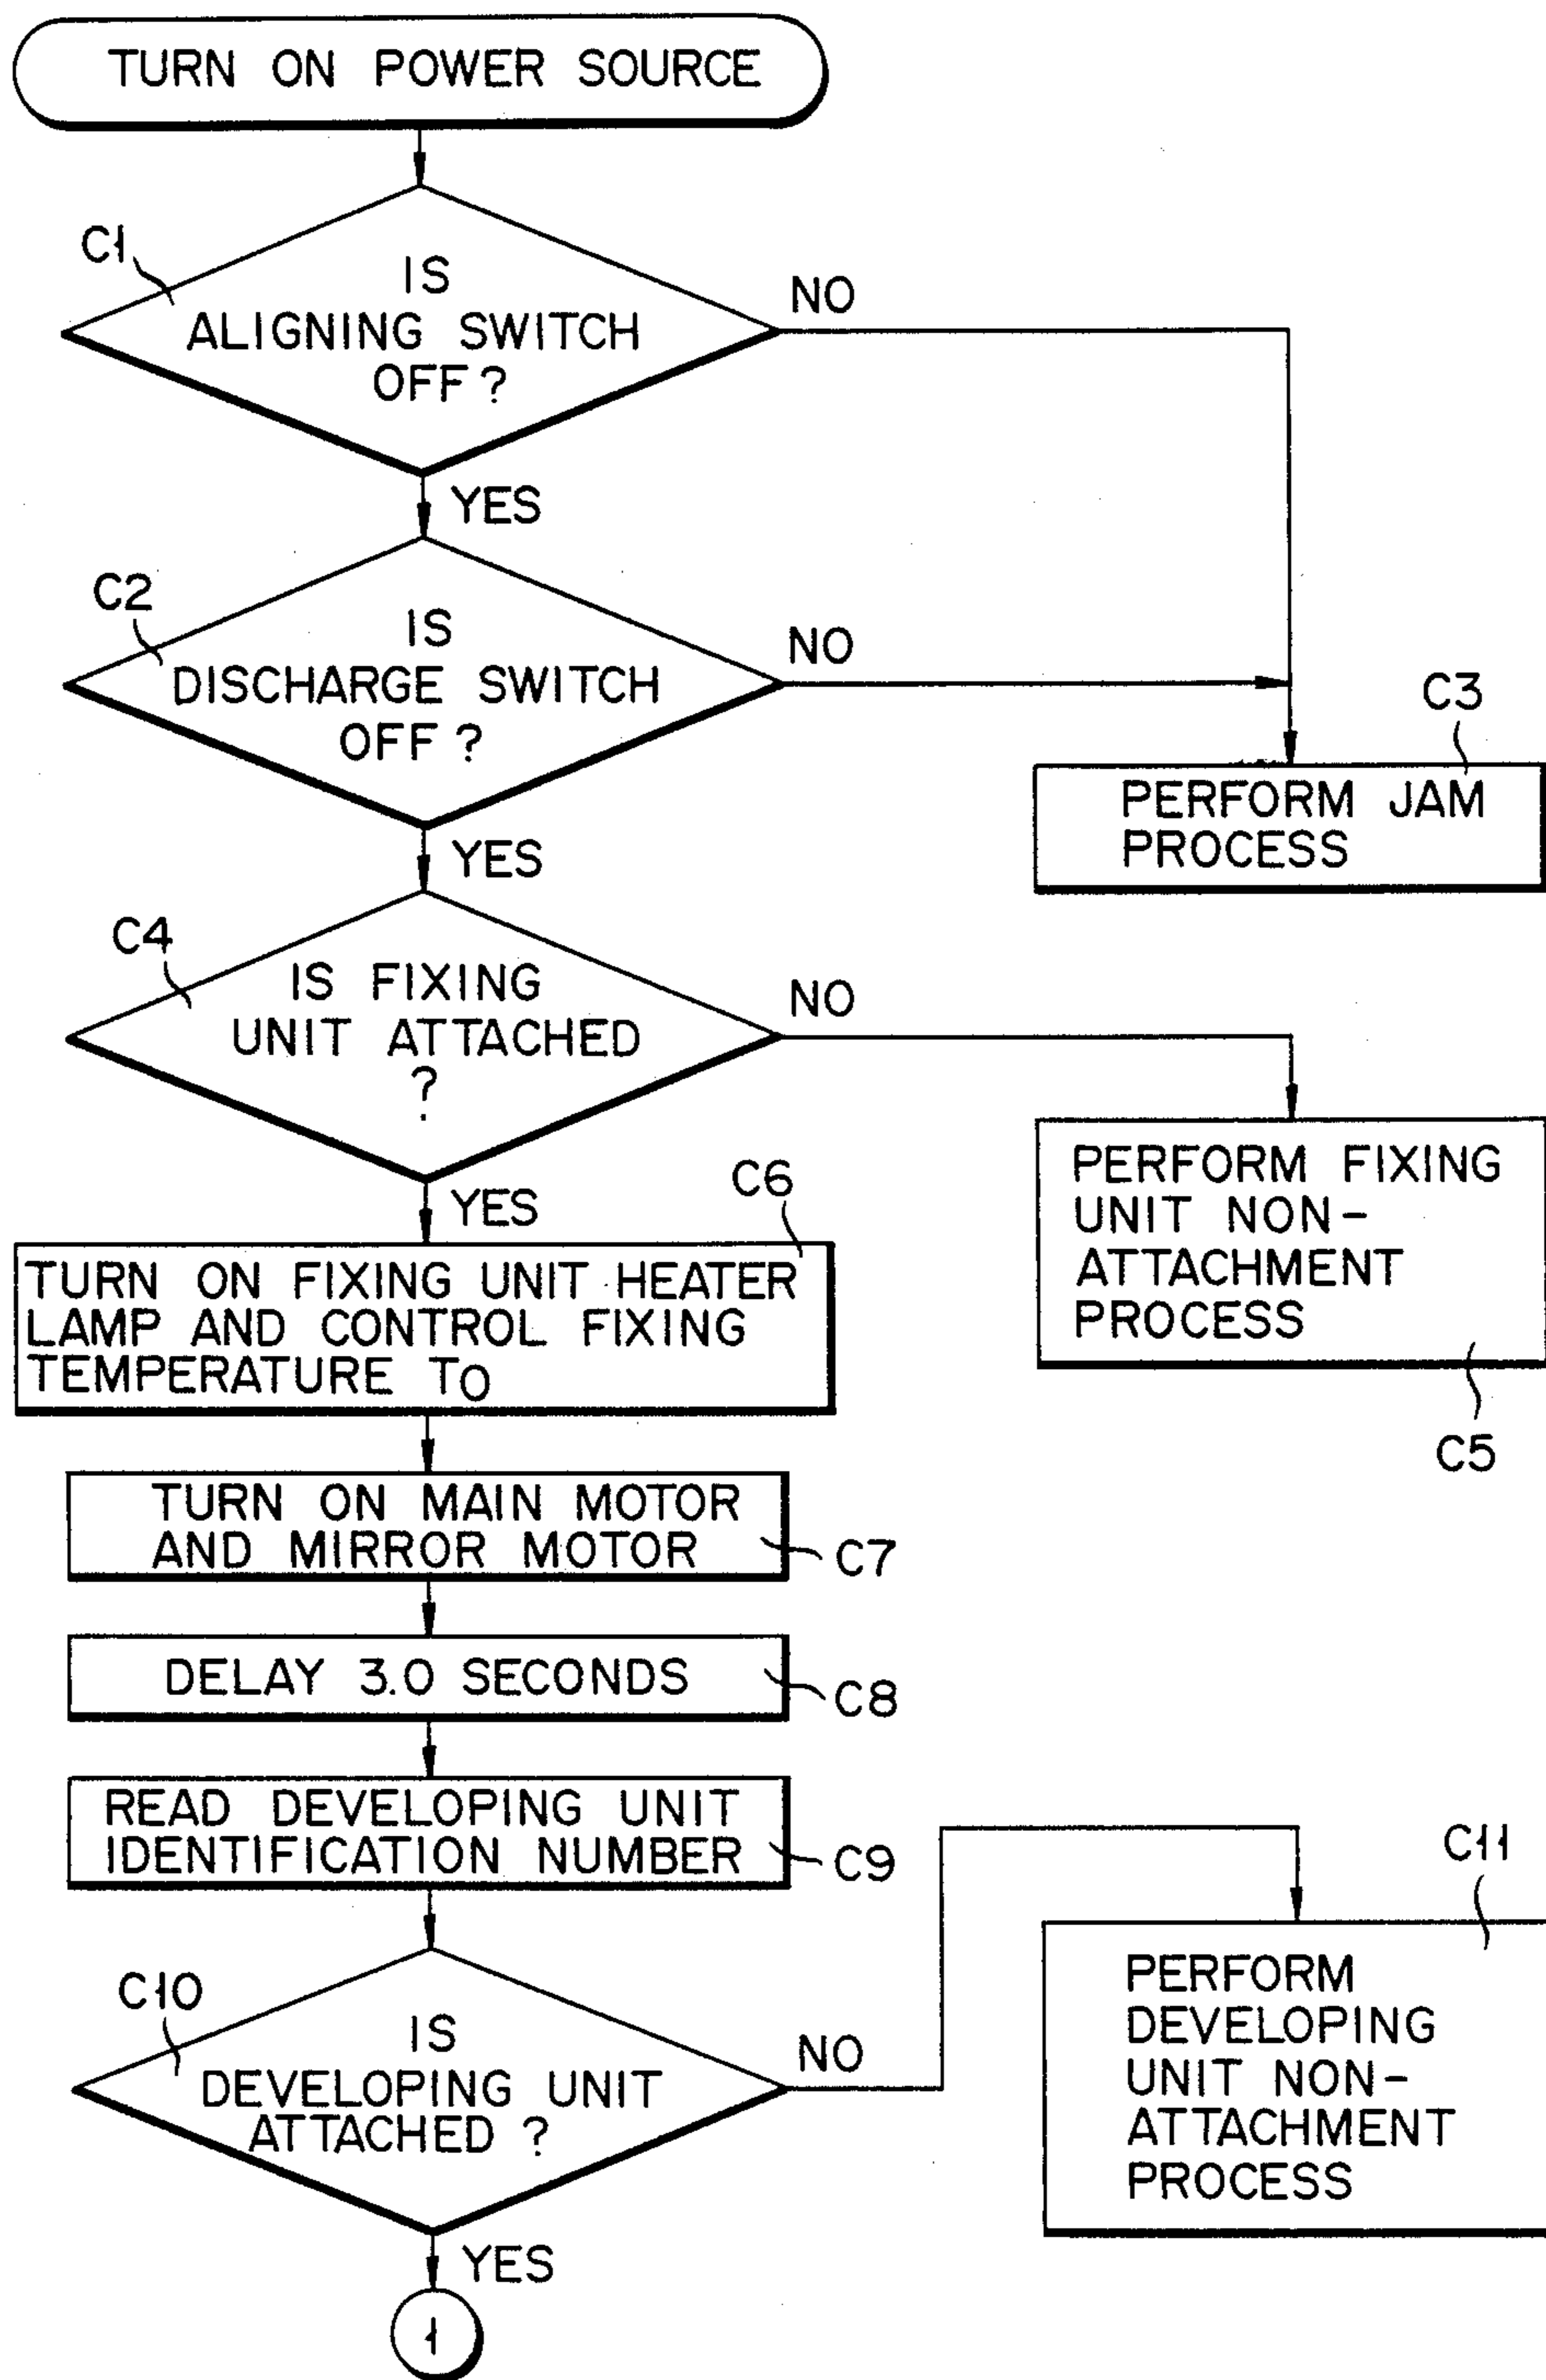 TURN ON POWER SOURCE
C1
IS
ALIGNING SWITCH
OFF?
NO
YES
C2
IS
DISCHARGE SWITCH
OFF?
NO
C3
PERFORM JAM
PROCESS
YES
C4
IS FIXING
UNIT ATTACHED
?
NO
PERFORM FIXING
UNIT NON-
ATTACHMENT
PROCESS
C5
YES
C6
TURN ON FIXING UNIT HEATER
LAMP AND CONTROL FIXING
TEMPERATURE TO
TURN ON MAIN MOTOR
AND MIRROR MOTOR
C7
DELAY 3.0 SECONDS
C8
READ DEVELOPING UNIT
IDENTIFICATION NUMBER
C9
C10
IS
DEVELOPING UNIT
ATTACHED ?
NO
C11
PERFORM
DEVELOPING
UNIT NON-
ATTACHMENT
PROCESS
YES
1